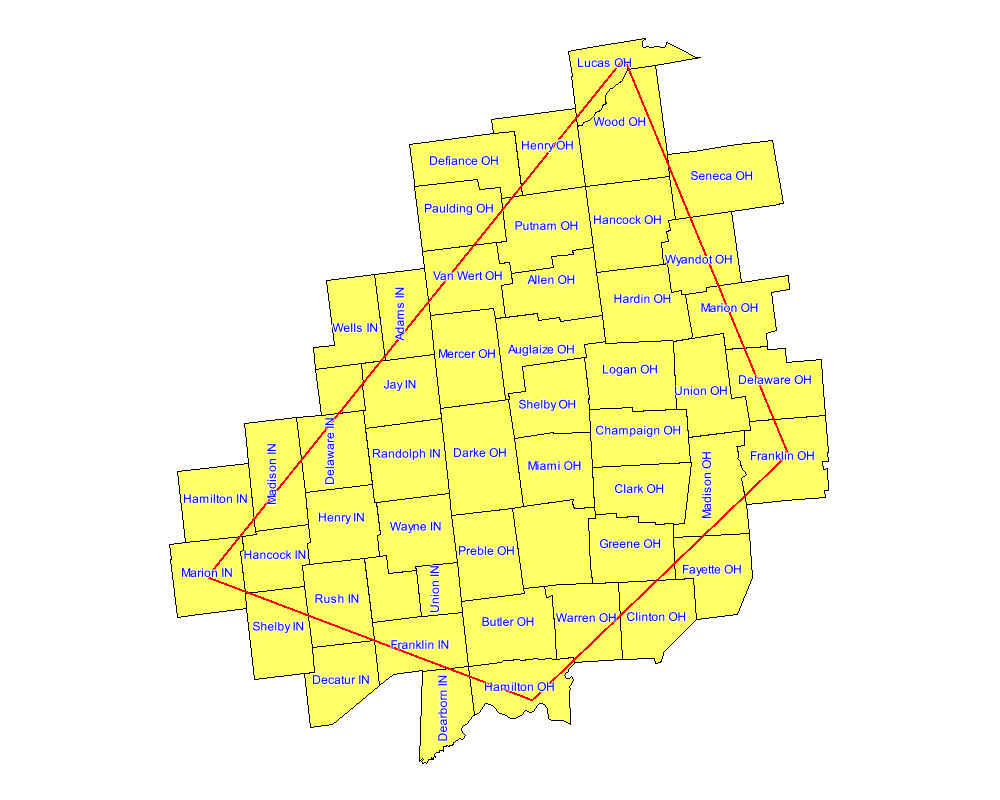 Lucas OH
Wood OH
Henry OH
Defiance OH
Seneca OH
Paulding OH
Putnam OH
Hancock OH
Wyandot OH
Van Wert OH
Allen OH
Adams IN
Wells IN
Hardin OH
Marion OH
Mercer OH
Auglaize OH
Jay IN
Logan OH
Delaware OH
Union OH
Shelby OH
Champaign OH
Delaware IN
Randolph IN
Darke OH
Franklin OH
Miami OH
Madison IN
Madison OH
Clark OH
Hamilton IN
Henry IN
Wayne IN
Greene OH
Preble OH
Hancock IN
Marion IN
Fayette OH
Union IN
Rush IN
Warren OH
Clinton OH
Butler OH
Shelby IN
Franklin IN
Decatur IN
Hamilton OH
Dearborn IN